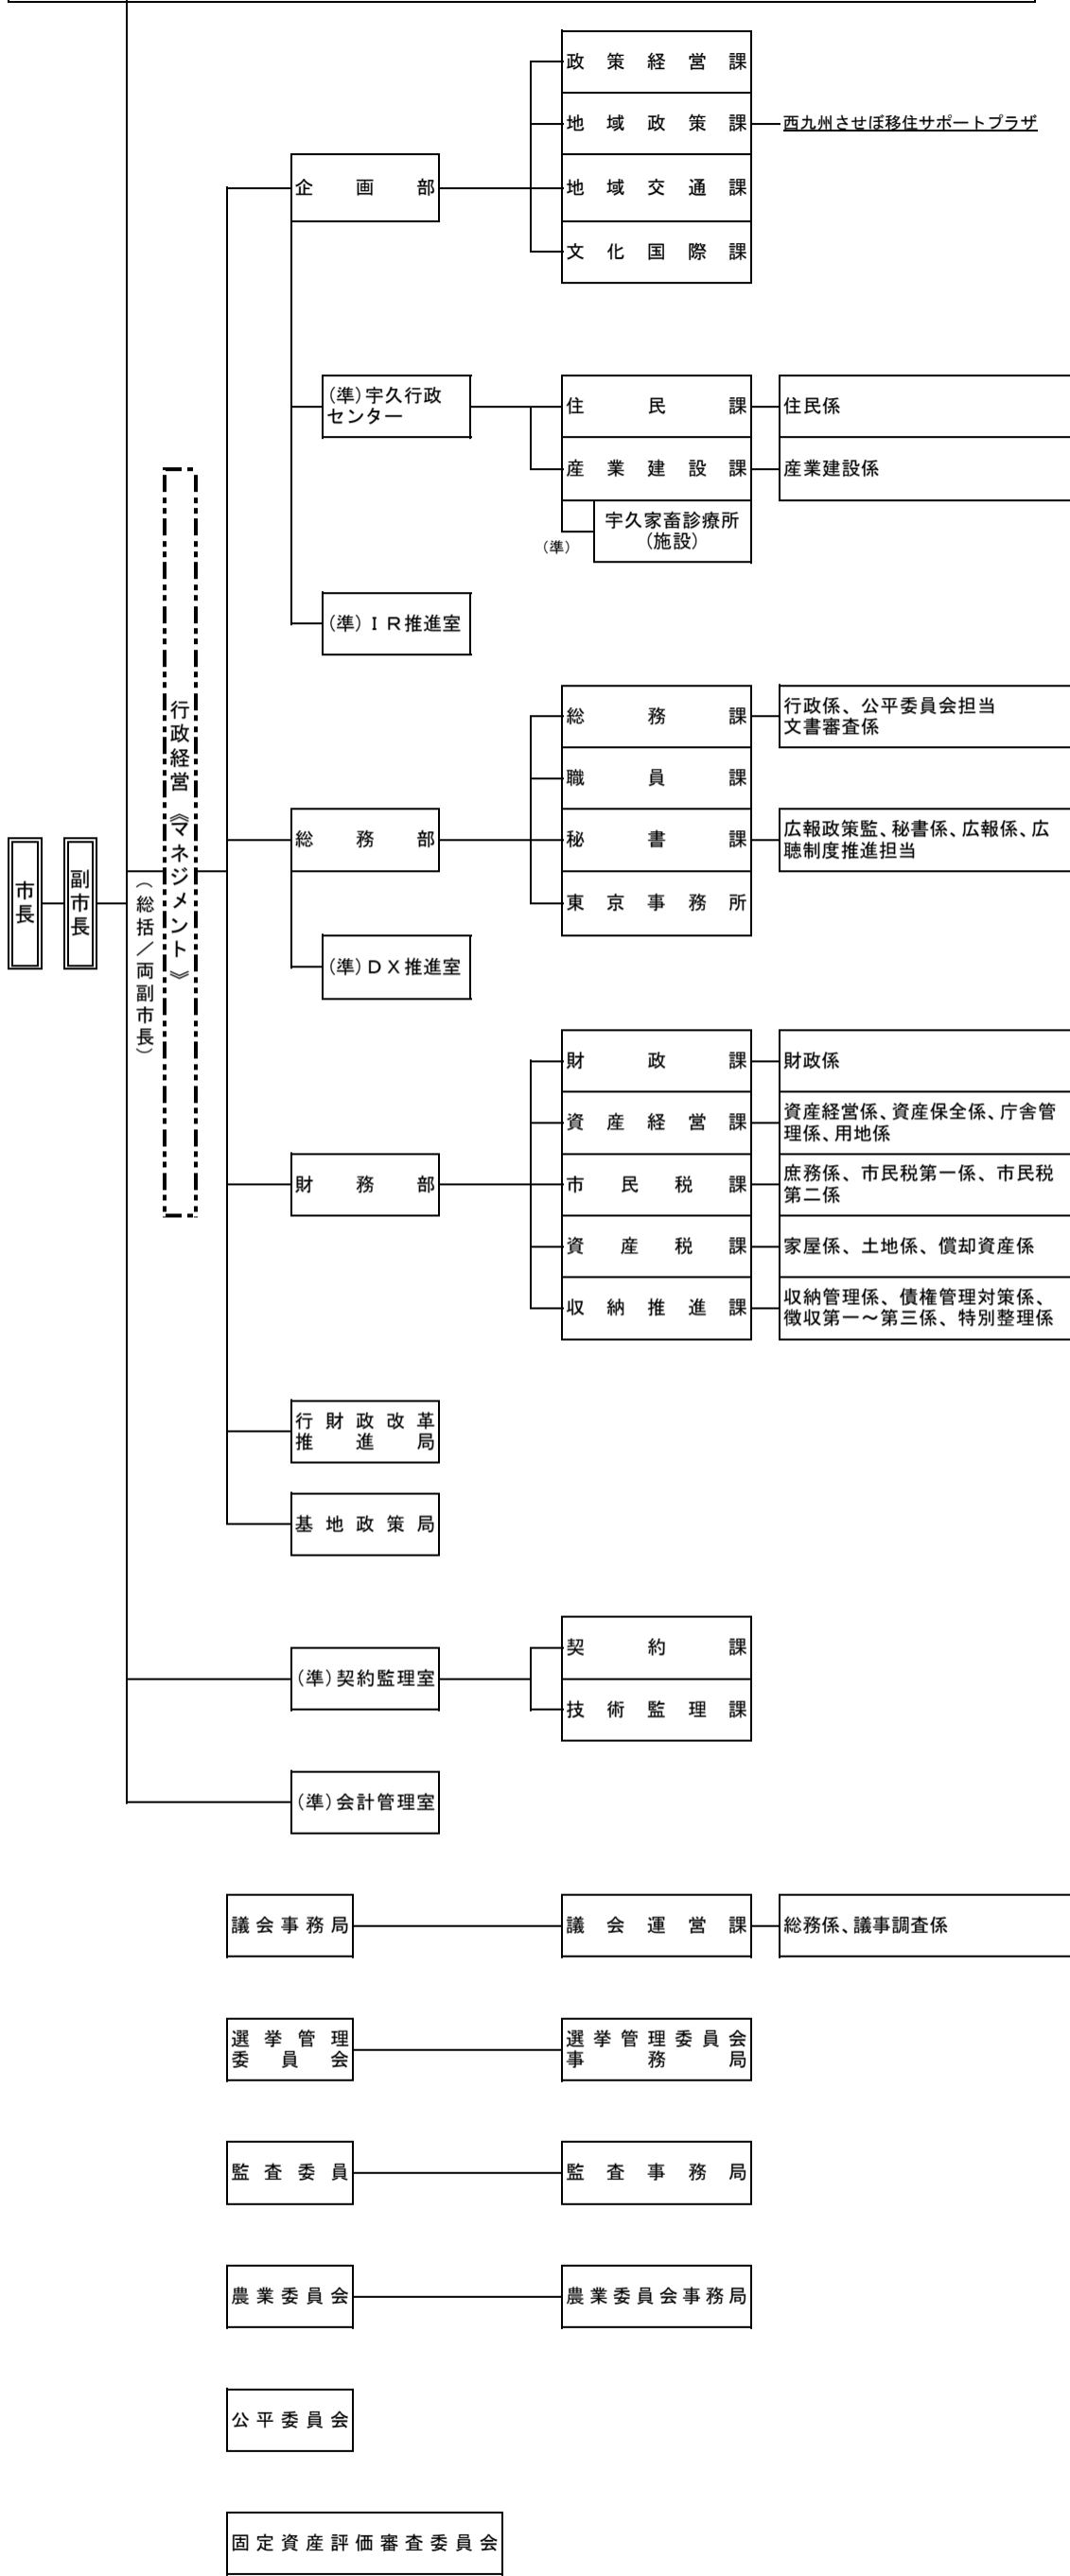 政策経営課
地域政策課
西九州させぼ移住サポートプラザ
企画部
地域交通課
文化国際課
(準)宇久行政
センター
住民課
住民係
産業建設課
産業建設係
宇久家畜診療所
(施設)
(準)
(準)ＩＲ推進室
行政経営《マネジメント》
総務課
行政係、公平委員会担当
文書審査係
職員課
総務部
秘書課
広報政策監、秘書係、広報係、広
聴制度推進担当
東京事務所
市長
副市長
(総括／両副市長)
(準)ＤＸ推進室
財政課
財政係
資産経営課
資産経営係、資産保全係、庁舎管
理係、用地係
財務部
市民税課
庶務係、市民税第一係、市民税
第二係
資産税課
家屋係、土地係、償却資産係
収納推進課
収納管理係、債権管理対策係、
徴収第一～第三係、特別整理係
行財政改革
推進局
基地政策局
契約課
(準)契約監理室
技術監理課
(準)会計管理室
議会事務局
議会運営課
総務係、議事調査係
選挙管理
委員会
選挙管理委員会
事務局
監査委員
監査事務局
農業委員会
農業委員会事務局
公平委員会
固定資産評価審査委員会